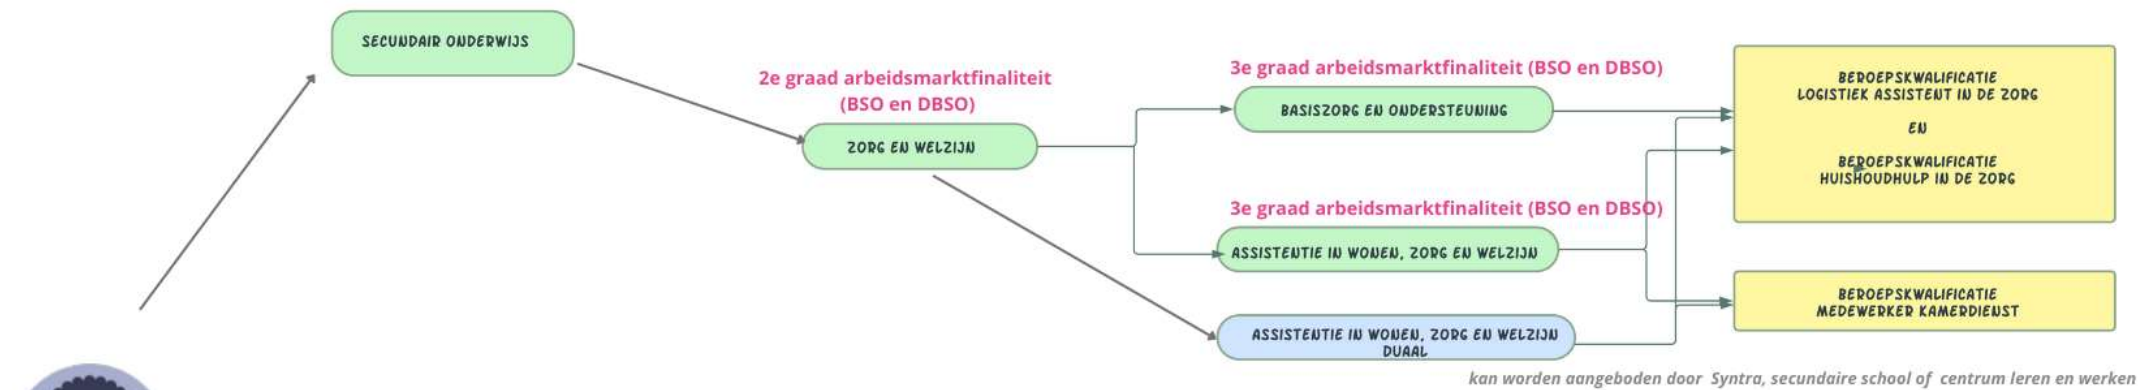 SECUNDAIR ONDERWIJS
2e graad arbeidsmarktfinaliteit
(BSO en DBSO)
ZORG EN WELZIJN
3e graad arbeidsmarktfinaliteit (BSO en DBSO)
BASISZORG EN ONDERSTEUNING
3e graad arbeidsmarktfinaliteit (BSO en DBSO)
ASSISTENTIE IN WONEN, ZORG EN WELZIJN
ASSISTENTIE IN WONEN, ZORG EN WELZIJN
DUAAL
BEROEPSKWALIFICATIE
LOGISTIEK ASSISTENT IN DE ZORG
EN
BEROEPSKWALIFICATIE
HUISHOUDHULP IN DE ZORG
BEROEPSKWALIFICATIE
MEDEWERKER KAMERDIENST
kan worden aangeboden door Syntra, secundaire school of centrum leren en werken